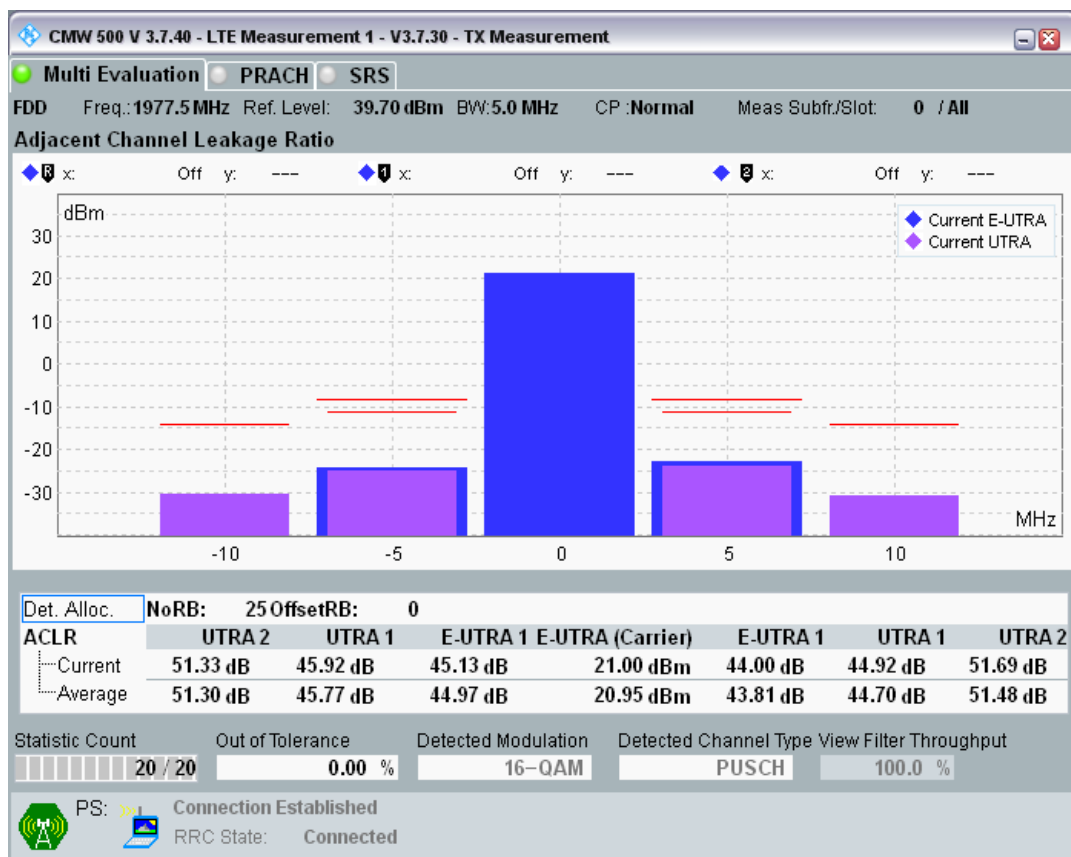 CMW 500 V 3.7.40 - LTE Measurement 1 - V3.7.30 - TX Measurement
Multi Evaluation PRACH SRS
FDD Freq.:1977.5 MHz Ref. Level: 39.70 dBm BW:5.0 MHz CP :Normal Meas Subfr./Slot: 0 / All
Adjacent Channel Leakage Ratio
R x: Off y: --- 1 x: Off y: --- 2 x: Off y: ---
dBm
Current E-UTRA
Current UTRA
30
20
10
0
-10
-20
-30
MHz
-10 -5 0 5 10
Det. Alloc. NoRB: 25 OffsetRB: 0
ACLR UTRA 2 UTRA 1 E-UTRA 1 E-UTRA (Carrier) E-UTRA 1 UTRA 1 UTRA 2
Current 51.33 dB 45.92 dB 45.13 dB 21.00 dBm 44.00 dB 44.92 dB 51.69 dB
Average 51.30 dB 45.77 dB 44.97 dB 20.95 dBm 43.81 dB 44.70 dB 51.48 dB
Statistic Count Out of Tolerance Detected Modulation Detected Channel Type View Filter Throughput
20 / 20 0.00 % 16-QAM PUSCH 100.0 %
PS: Connection Established
RRC State: Connected